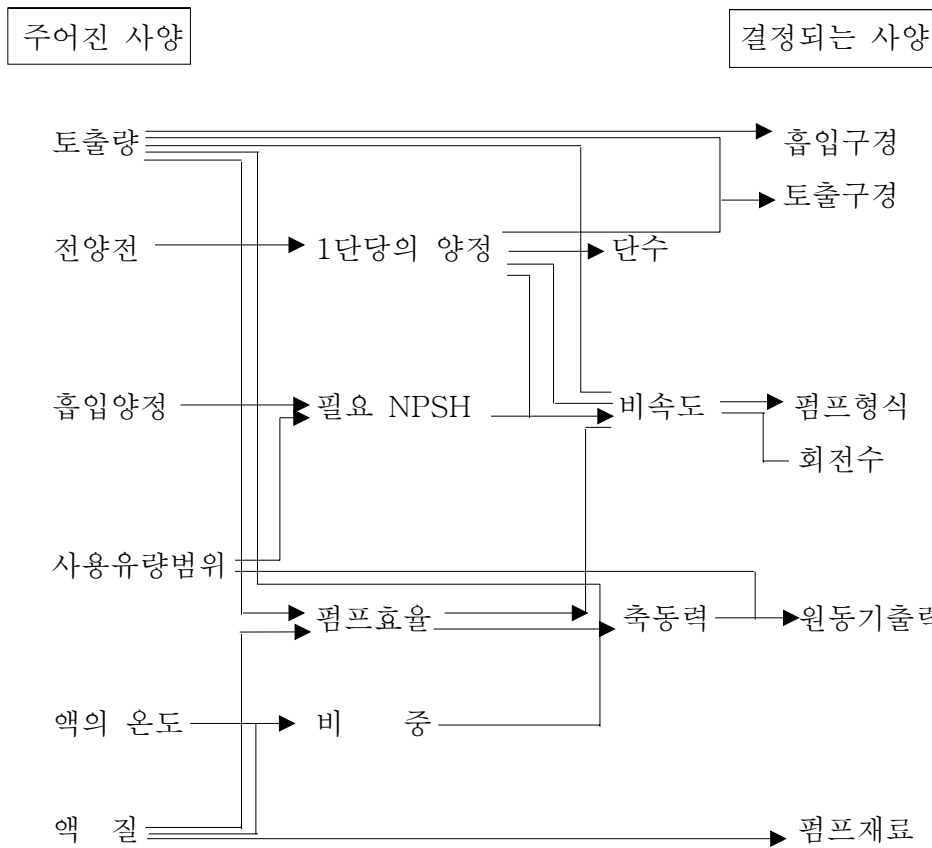 주어진 사양
결정되는 사양
토출량
흡입구경
토출구경
전양전
1단당의 양정
단수
흡입양정
필요 NPSH
비속도
펌프형식
회전수
사용유량범위
펌프효율
축동력
원동기출력
액의 온도
비 중
액 질
펌프재료